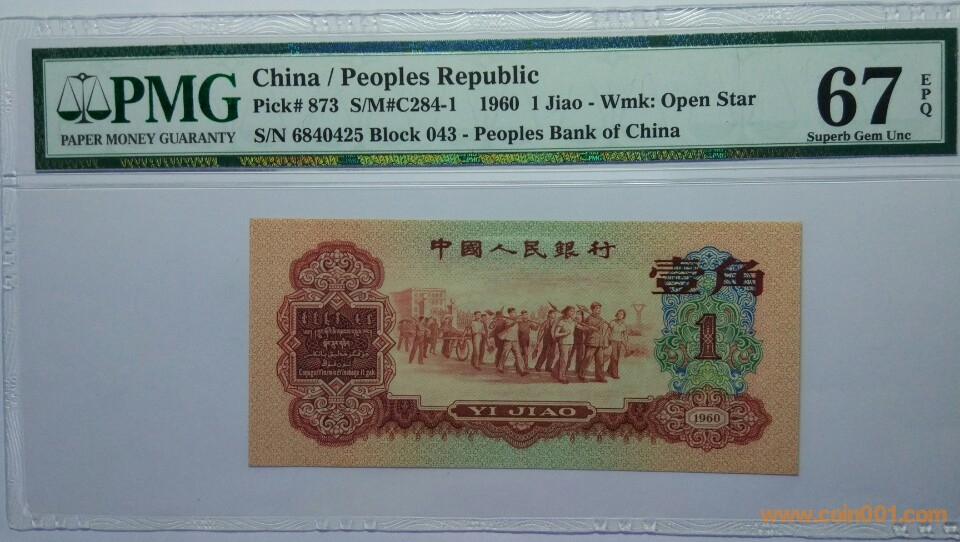 PMG
PAPER MONEY GUARANTY
China / Peoples Republic
Pick# 873 S/M#C284-1 1960 1 Jiao - Wmk: Open Star
S/N 6840425 Block 043 - Peoples Bank of China
67
EPQ
Superb Gem Unc
PMG
中國人民銀行
壹角
1
YI JIAO
1960
www.coin001.com